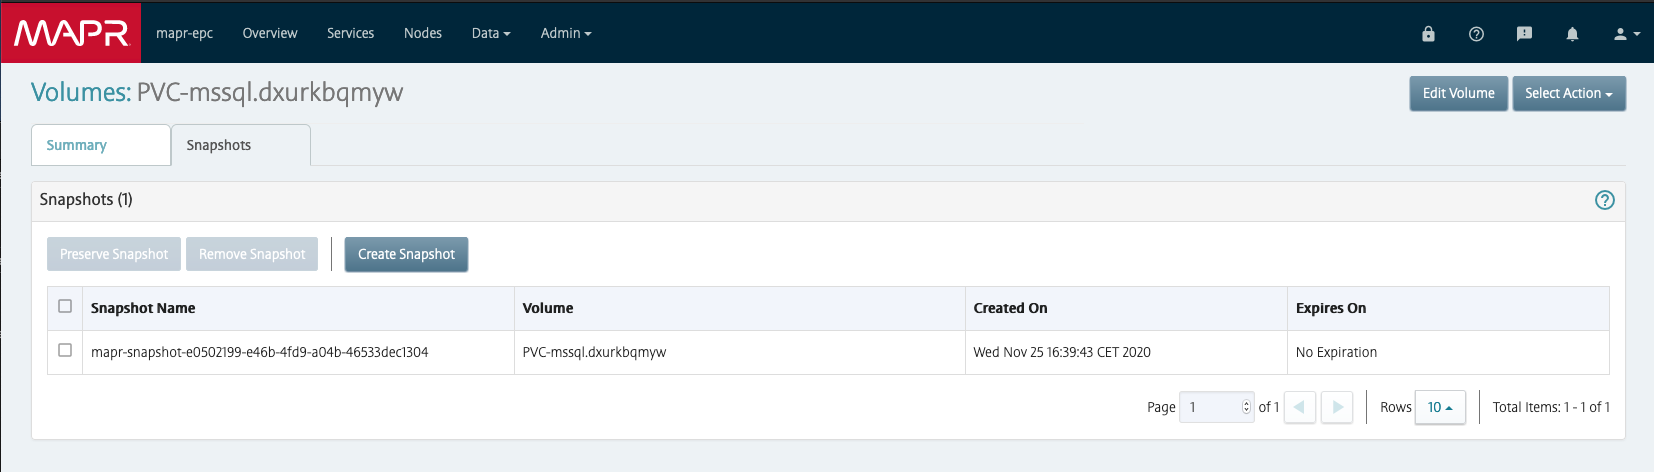 MAPR mapr-epc Overview Services Nodes Data Admin
Volumes: PVC-mssql.dxurkbqmyw Edit Volume Select Action
Summary Snapshots
Snapshots (1)
Preserve Snapshot Remove Snapshot Create Snapshot
Snapshot Name Volume Created On Expires On
mapr-snapshot-e0502199-e46b-4fd9-a04b-46533dec1304 PVC-mssql.dxurkbqmyw Wed Nov 25 16:39:43 CET 2020 No Expiration
Page 1 of 1 Rows 10 Total Items: 1 - 1 of 1